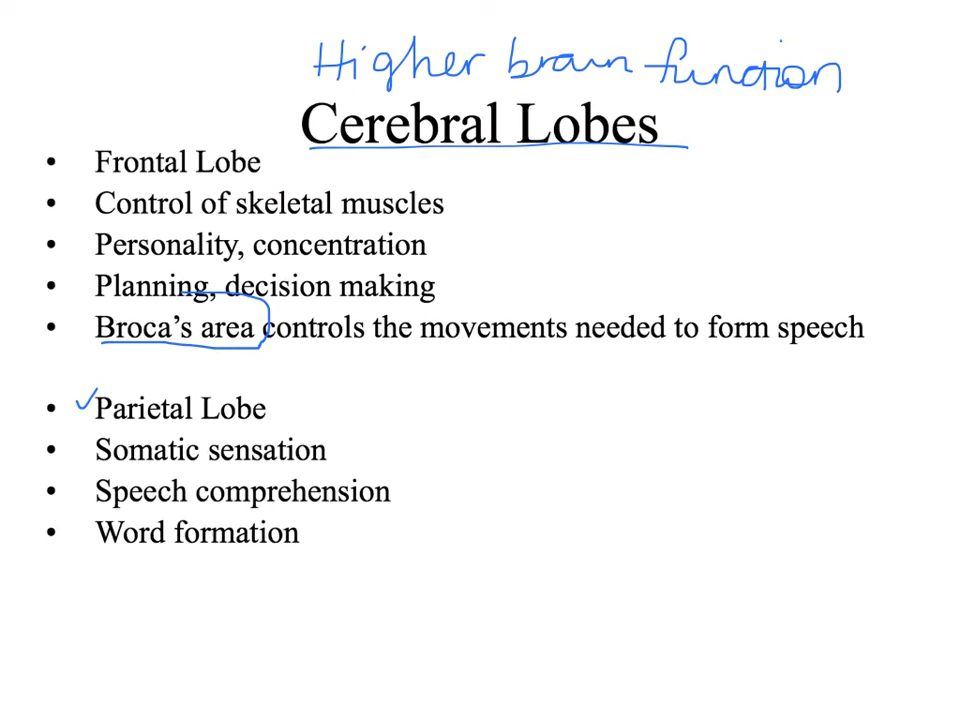 Higher brain function
Cerebral Lobes
• Frontal Lobe
• Control of skeletal muscles
• Personality, concentration
• Planning, decision making
• Broca’s area controls the movements needed to form speech
• ✓Parietal Lobe
• Somatic sensation
• Speech comprehension
• Word formation